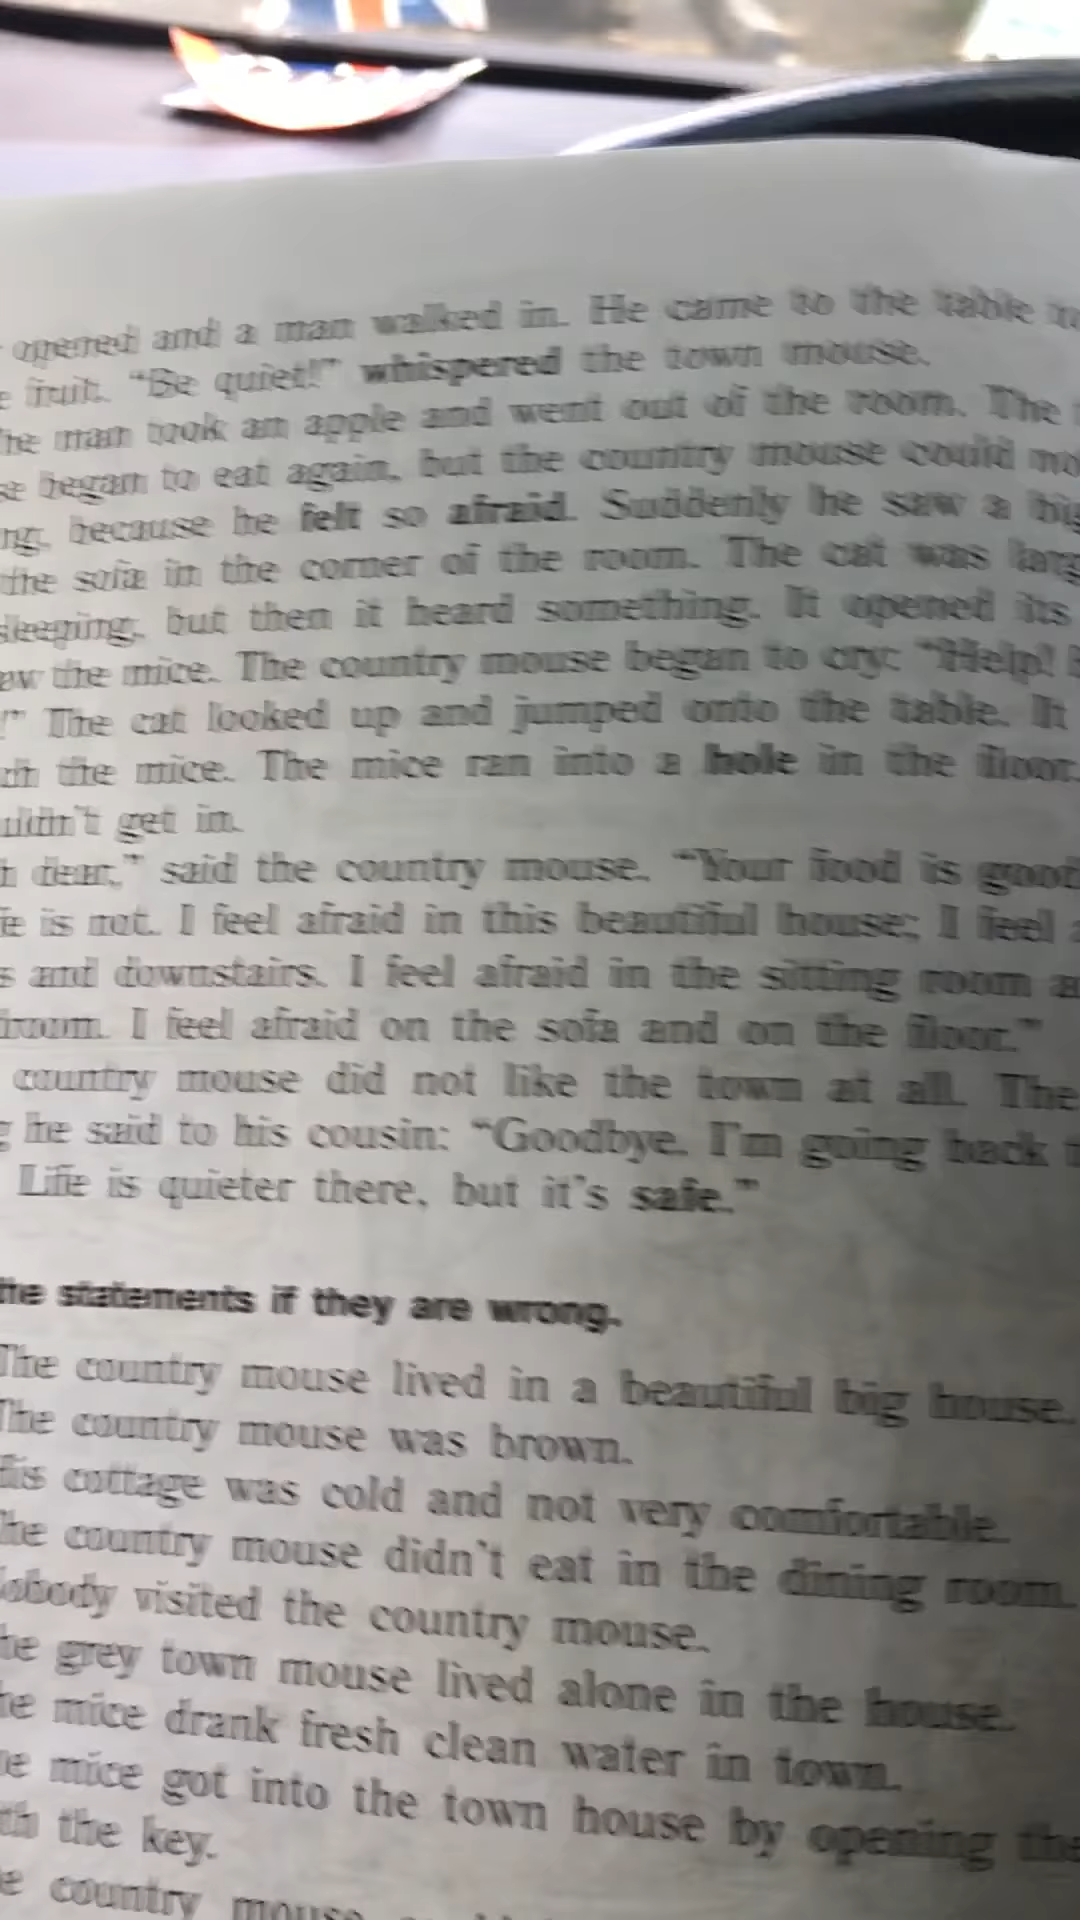 opened and a man walked in. He came to the table
fruit. "Be quiet!" whispered the town mouse.
man took an apple and went out of the room. The
began to eat again, but the country mouse could
because he felt so afraid. Suddenly he saw a big
the sofa in the corner of the room. The cat was
sleeping, but then it heard something. It opened its
the mice. The country mouse began to cry: "Help!
The cat looked up and jumped onto the table. It
the mice. The mice ran into a hole in the floor.
get in.
dear," said the country mouse. "Your food is good
is not. I feel afraid in this beautiful house; I feel
and downstairs. I feel afraid in the sitting room
I feel afraid on the sofa and on the floor."
country mouse did not like the town at all. The
he said to his cousin: "Goodbye. I'm going back
Life is quieter there, but it's safe."
the statements if they are wrong.
The country mouse lived in a beautiful big house.
The country mouse was brown.
His cottage was cold and not very comfortable.
The country mouse didn't eat in the dining room.
Nobody visited the country mouse.
grey town mouse lived alone in the house.
mice drank fresh clean water in town.
mice got into the town house by opening the
the key.
country mouse